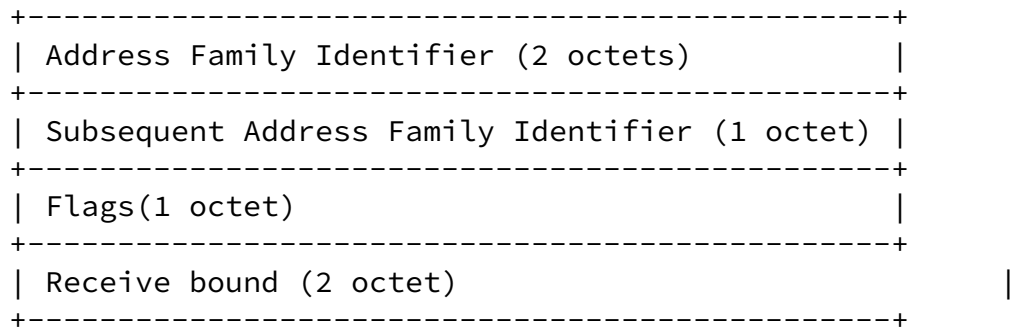 +------------------------------------------------+
| Address Family Identifier (2 octets)           |
+------------------------------------------------+
| Subsequent Address Family Identifier (1 octet) |
+------------------------------------------------+
| Flags(1 octet)                                 |
+------------------------------------------------+
| Receive bound (2 octet)                              |
+------------------------------------------------+